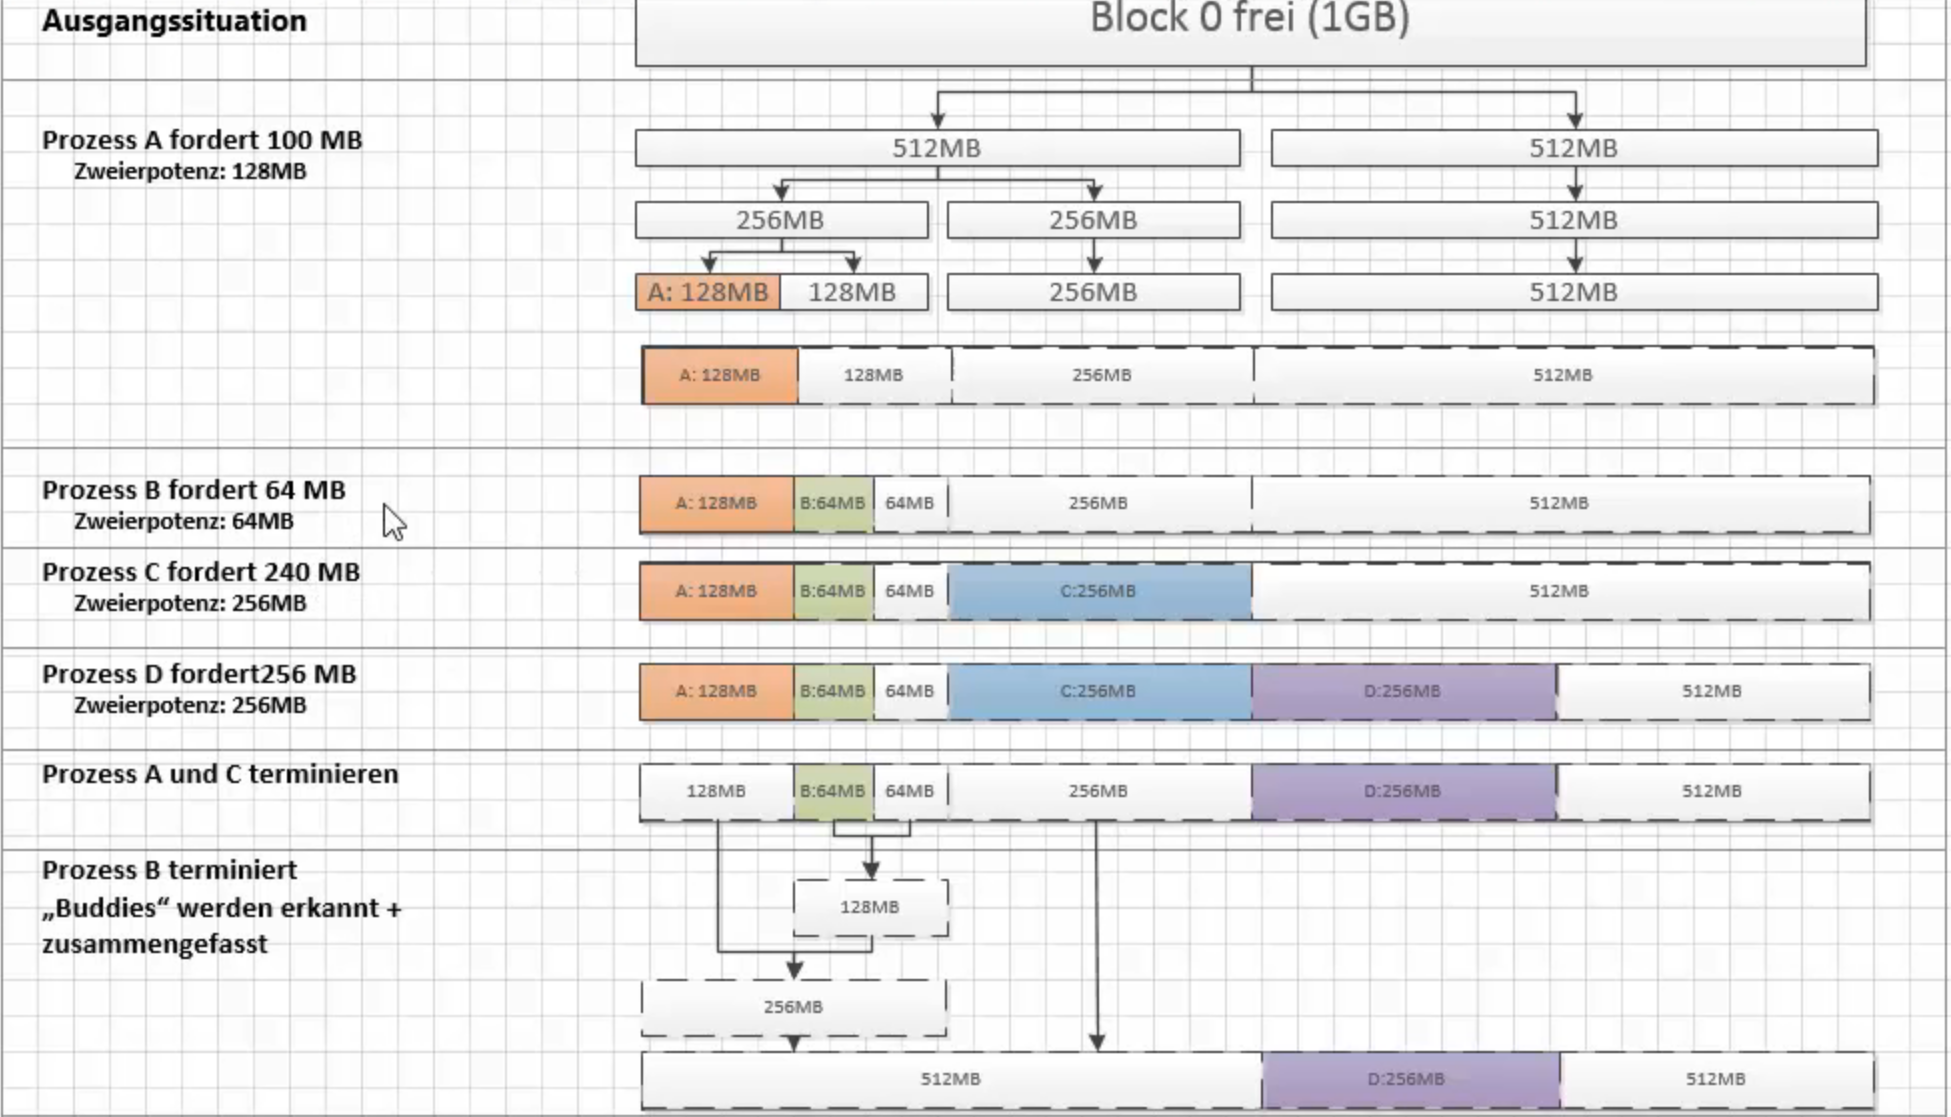 Ausgangssituation
Block 0 frei (1GB)
Prozess A fordert 100 MB
Zweierpotenz: 128MB
512MB 512MB
256MB 256MB 512MB
A: 128MB 128MB 256MB 512MB
A: 128MB 128MB 256MB 512MB
Prozess B fordert 64 MB
Zweierpotenz: 64MB
A: 128MB B:64MB 64MB 256MB 512MB
Prozess C fordert 240 MB
Zweierpotenz: 256MB
A: 128MB B:64MB 64MB C:256MB 512MB
Prozess D fordert256 MB
Zweierpotenz: 256MB
A: 128MB B:64MB 64MB C:256MB D:256MB 512MB
Prozess A und C terminieren
128MB B:64MB 64MB 256MB D:256MB 512MB
Prozess B terminiert
„Buddies“ werden erkannt +
zusammengefasst
128MB
256MB
512MB D:256MB 512MB